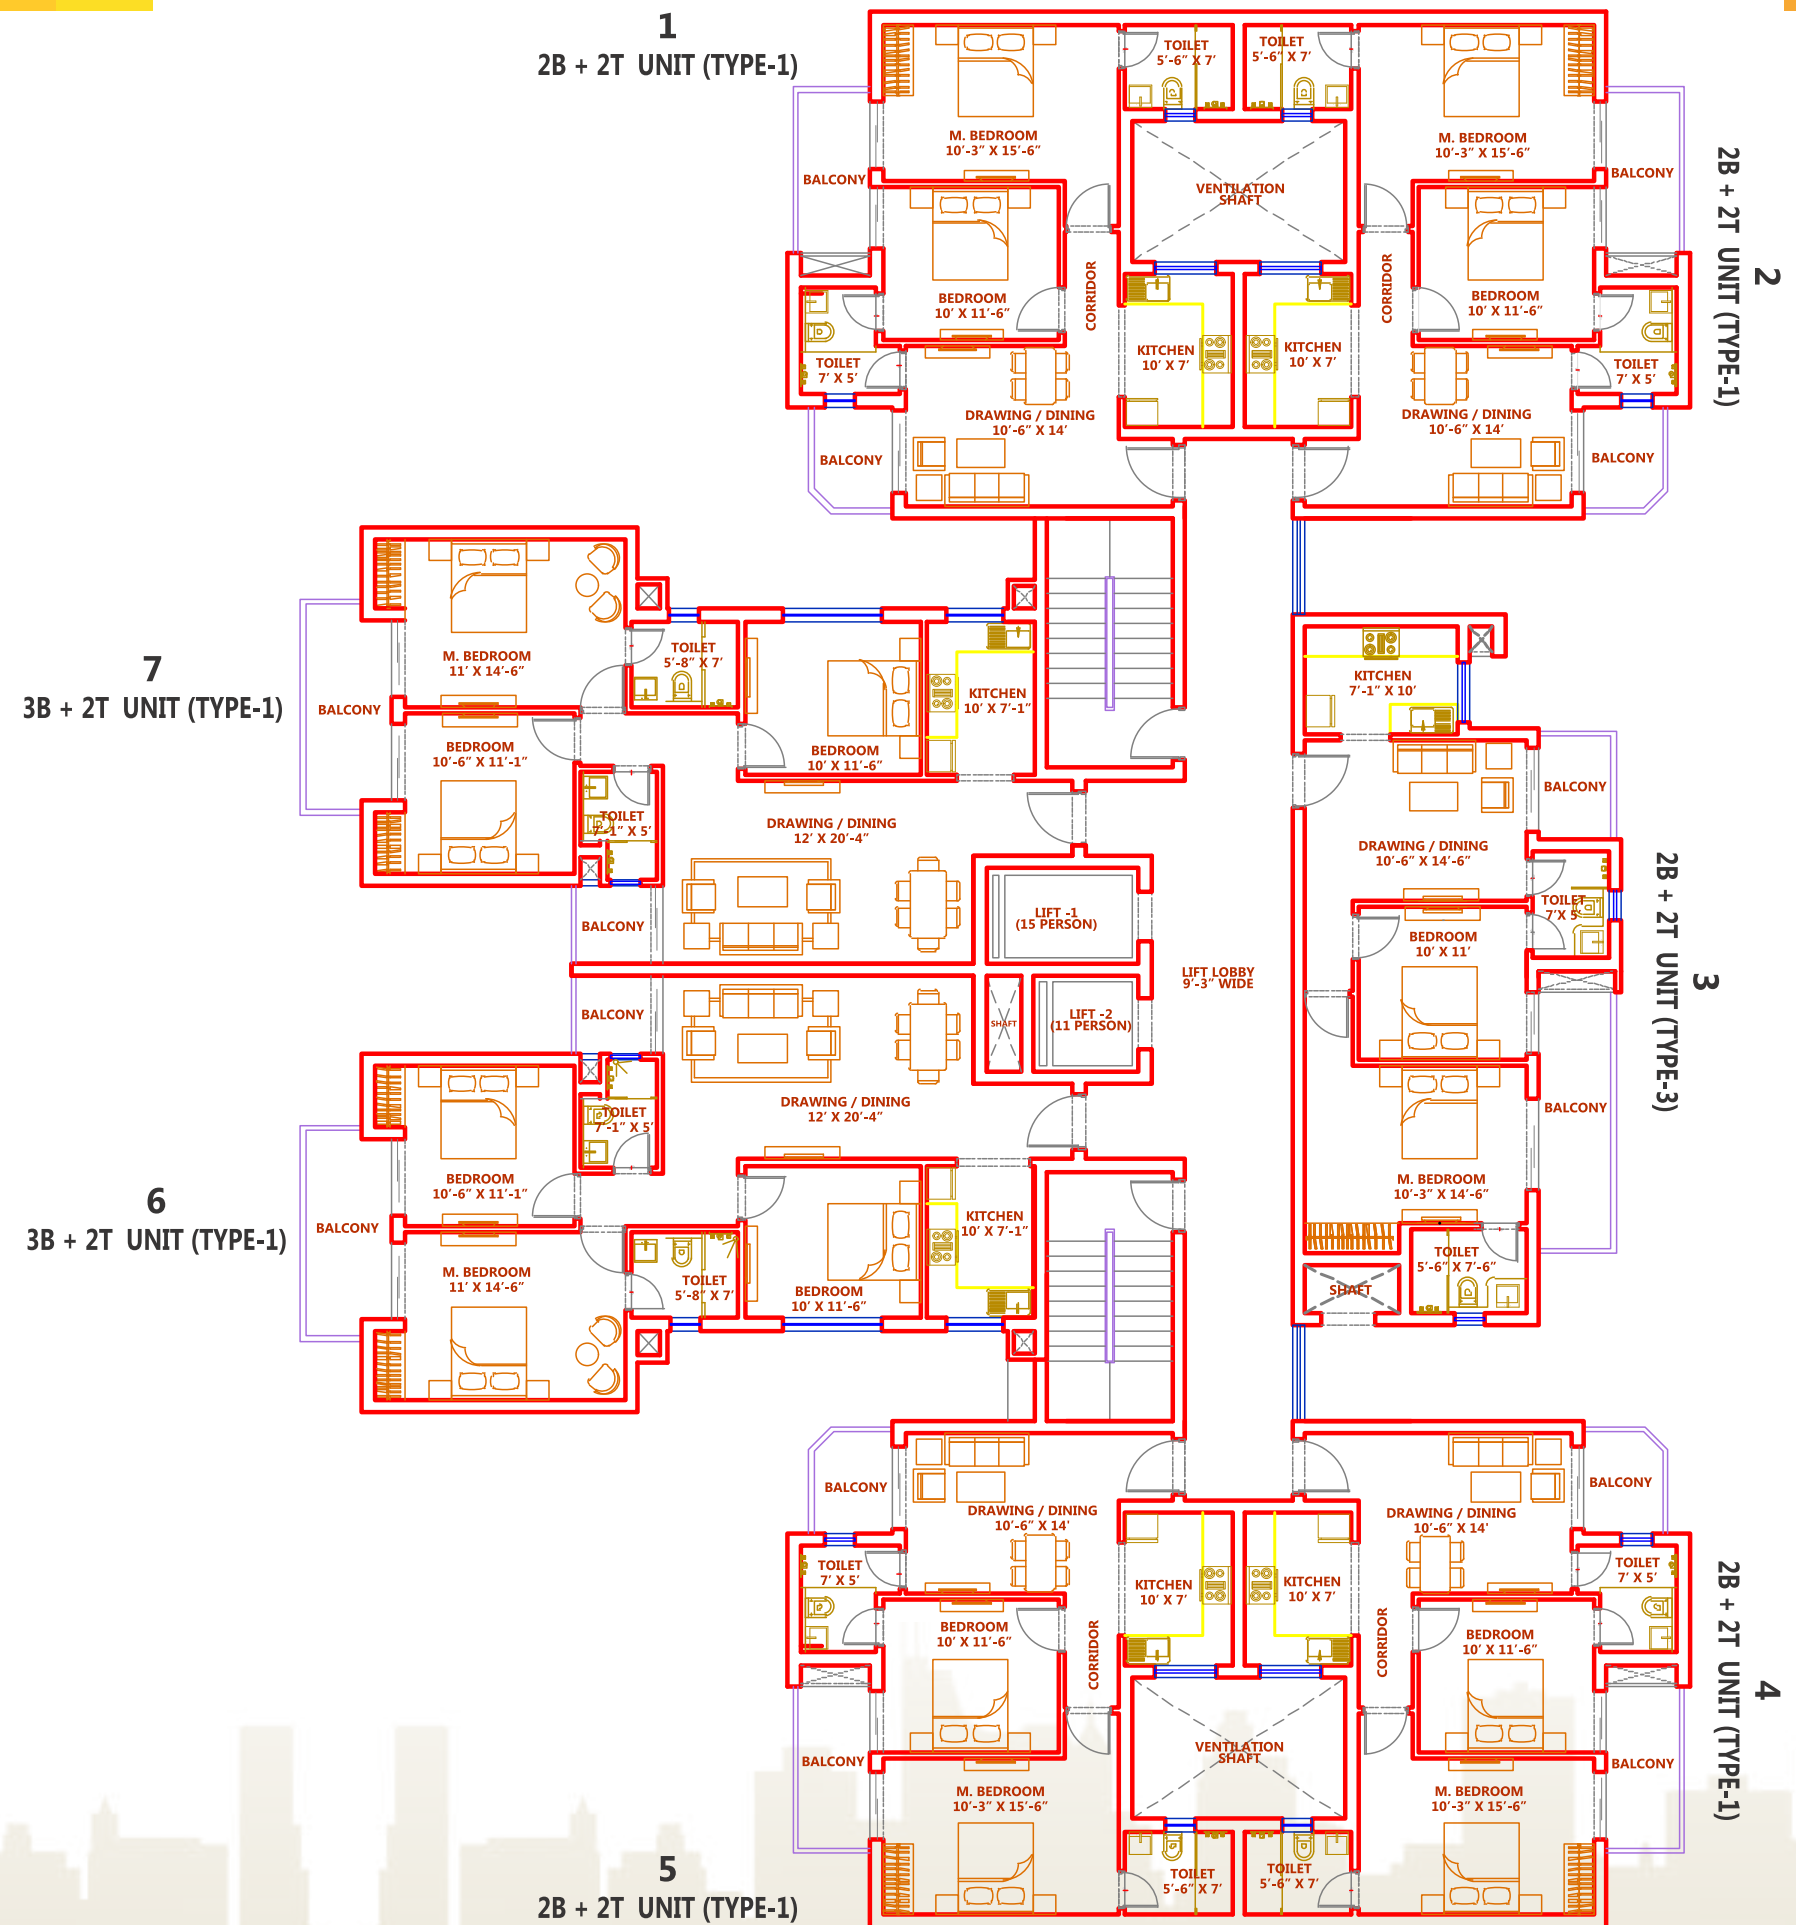 1
2B + 2T UNIT (TYPE-1)
TOILET
5'-6" X 7'
TOILET
5'-6" X 7'
M. BEDROOM
10'-3" X 15'-6"
M. BEDROOM
10'-3" X 15'-6"
BALCONY
VENTILATION
SHAFT
BALCONY
2
2B + 2T UNIT (TYPE-1)
BEDROOM
10' X 11'-6"
CORRIDOR
CORRIDOR
BEDROOM
10' X 11'-6"
TOILET
7' X 5'
KITCHEN
10' X 7'
KITCHEN
10' X 7'
TOILET
7' X 5'
DRAWING / DINING
10'-6" X 14'
DRAWING / DINING
10'-6" X 14'
BALCONY
BALCONY
7
3B + 2T UNIT (TYPE-1)
M. BEDROOM
11' X 14'-6"
TOILET
5'-8" X 7'
BALCONY
BEDROOM
10'-6" X 11'-1"
BEDROOM
10' X 11'-6"
KITCHEN
10' X 7'-1"
KITCHEN
7'-1" X 10'
TOILET
7'-1" X 5'
DRAWING / DINING
12' X 20'-4"
BALCONY
DRAWING / DINING
10'-6" X 14'-6"
BALCONY
LIFT -1
(15 PERSON)
TOILET
7'X 5'
BEDROOM
10' X 11'
3
2B + 2T UNIT (TYPE-3)
LIFT LOBBY
9'-3" WIDE
BALCONY
SHAFT
LIFT -2
(11 PERSON)
DRAWING / DINING
12' X 20'-4"
TOILET
7'-1" X 5'
BALCONY
BEDROOM
10'-6" X 11'-1"
M. BEDROOM
10'-3" X 14'-6"
6
3B + 2T UNIT (TYPE-1)
BALCONY
KITCHEN
10' X 7'-1"
M. BEDROOM
11' X 14'-6"
TOILET
5'-8" X 7'
BEDROOM
10' X 11'-6"
TOILET
5'-6" X 7'-6"
SHAFT
BALCONY
BALCONY
DRAWING / DINING
10'-6" X 14'
DRAWING / DINING
10'-6" X 14'
TOILET
7' X 5'
KITCHEN
10' X 7'
KITCHEN
10' X 7'
TOILET
7' X 5'
BEDROOM
10' X 11'-6"
CORRIDOR
CORRIDOR
BEDROOM
10' X 11'-6"
4
2B + 2T UNIT (TYPE-1)
BALCONY
VENTILATION
SHAFT
BALCONY
M. BEDROOM
10'-3" X 15'-6"
M. BEDROOM
10'-3" X 15'-6"
TOILET
5'-6" X 7'
TOILET
5'-6" X 7'
5
2B + 2T UNIT (TYPE-1)